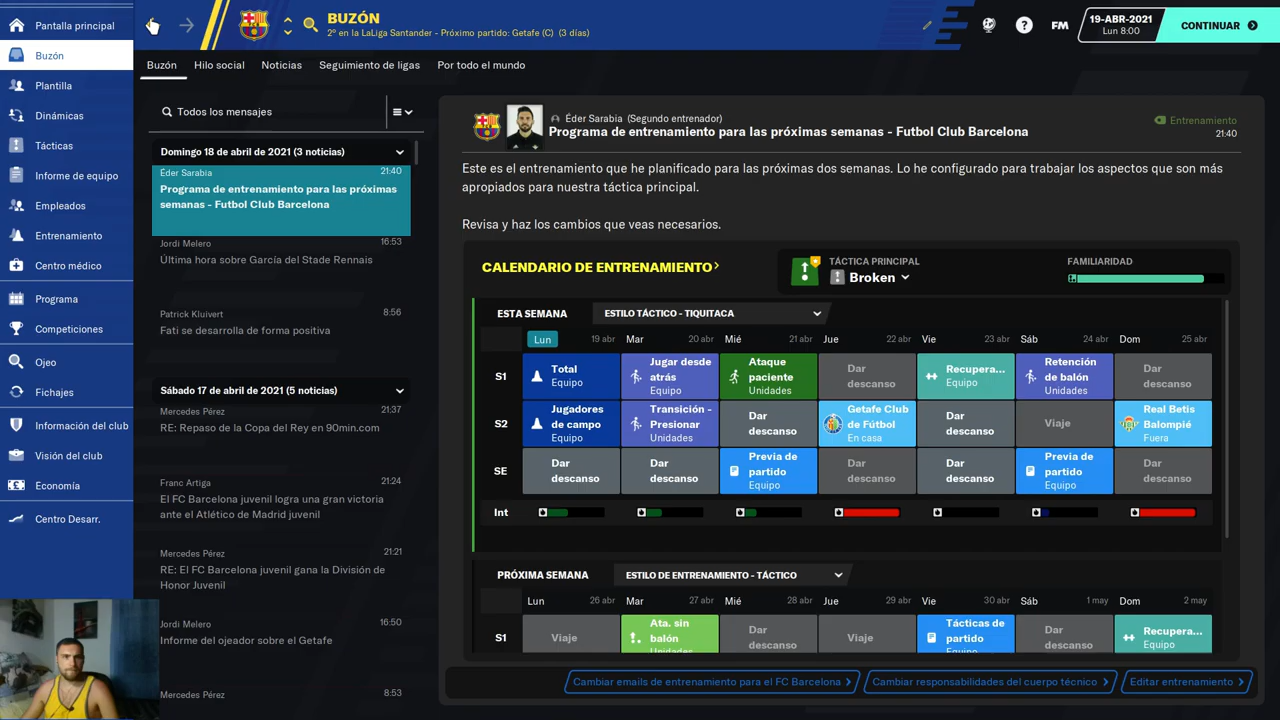 Pantalla principal
Buzón
Plantilla
Dinámicas
Tácticas
Informe de equipo
Empleados
Entrenamiento
Centro médico
Programa
Competiciones
Ojeo
Fichajes
Información del club
Visión del club
Economía
Centro Desarr.
BUZÓN
2º en la LaLiga Santander - Próximo partido: Getafe (C) (3 días)
FM
19-ABR-2021
Lun 8:00
CONTINUAR
Buzón Hilo social Noticias Seguimiento de ligas Por todo el mundo
Todos los mensajes
Domingo 18 de abril de 2021 (3 noticias)
Éder Sarabia 21:40
Programa de entrenamiento para las próximas
semanas - Futbol Club Barcelona
Jordi Melero 16:53
Última hora sobre García del Stade Rennais
Patrick Kluivert 8:56
Fati se desarrolla de forma positiva
Sábado 17 de abril de 2021 (5 noticias)
Mercedes Pérez 21:37
RE: Repaso de la Copa del Rey en 90min.com
Franc Artiga 21:24
El FC Barcelona juvenil logra una gran victoria
ante el Atlético de Madrid juvenil
Mercedes Pérez 21:21
RE: El FC Barcelona juvenil gana la División de
Honor Juvenil
Jordi Melero 16:50
Informe del ojeador sobre el Getafe
Mercedes Pérez 8:53
Éder Sarabia (Segundo entrenador)
Programa de entrenamiento para las próximas semanas - Futbol Club Barcelona
Entrenamiento
21:40
Este es el entrenamiento que he planificado para las próximas dos semanas. Lo he configurado para trabajar los aspectos que son más
apropiados para nuestra táctica principal.
Revisa y haz los cambios que veas necesarios.
CALENDARIO DE ENTRENAMIENTO
TÁCTICA PRINCIPAL
Broken
FAMILIARIDAD
ESTA SEMANA ESTILO TÁCTICO - TIQUITACA
Lun 19 abr Mar 20 abr Mié 21 abr Jue 22 abr Vie 23 abr Sáb 24 abr Dom 25 abr
S1
Total
Equipo
Jugar desde
atrás
Equipo
Ataque
paciente
Unidades
Dar
descanso
Recupera...
Equipo
Retención
de balón
Unidades
Dar
descanso
S2
Jugadores
de campo
Equipo
Transición -
Presionar
Unidades
Dar
descanso
Getafe Club
de Fútbol
En casa
Dar
descanso
Viaje
Real Betis
Balompié
Fuera
SE
Dar
descanso
Dar
descanso
Previa de
partido
Equipo
Dar
descanso
Dar
descanso
Previa de
partido
Equipo
Dar
descanso
Int
PRÓXIMA SEMANA ESTILO DE ENTRENAMIENTO - TÁCTICO
Lun 26 abr Mar 27 abr Mié 28 abr Jue 29 abr Vie 30 abr Sáb 1 may Dom 2 may
S1
Viaje
Ata. sin
balón
Unidades
Dar
descanso
Viaje
Tácticas de
partido
Equipo
Dar
descanso
Recupera...
Equipo
Cambiar emails de entrenamiento para el FC Barcelona
Cambiar responsabilidades del cuerpo técnico
Editar entrenamiento